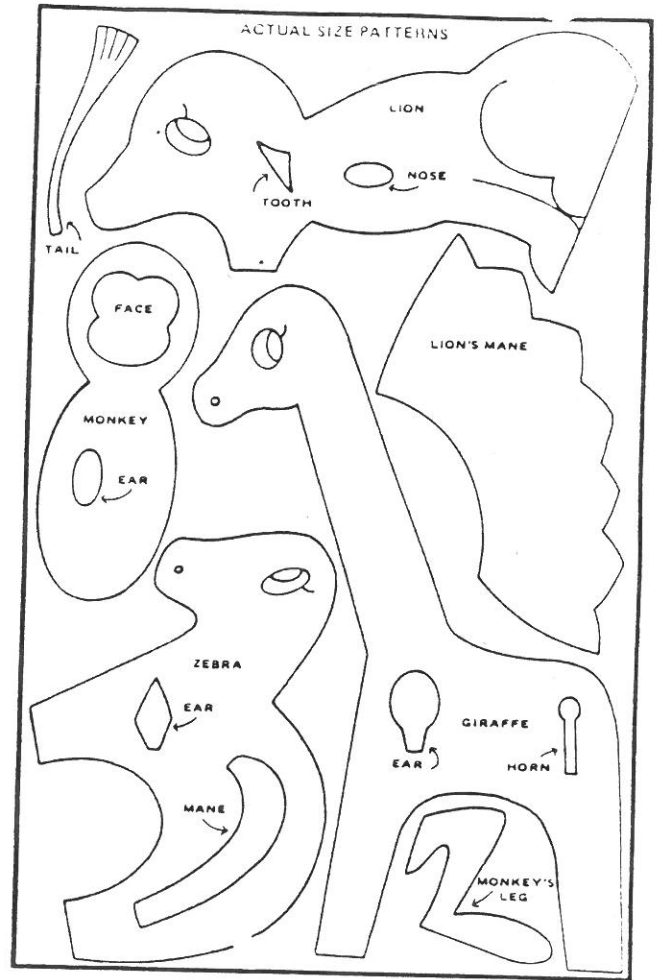 ACTUAL SIZE PATTERNS
LION
NOSE
TOOTH
TAIL
FACE
LION'S MANE
MONKEY
EAR
ZEBRA
EAR
GIRAFFE
EAR
HORN
MANE
MONKEY'S
LEG